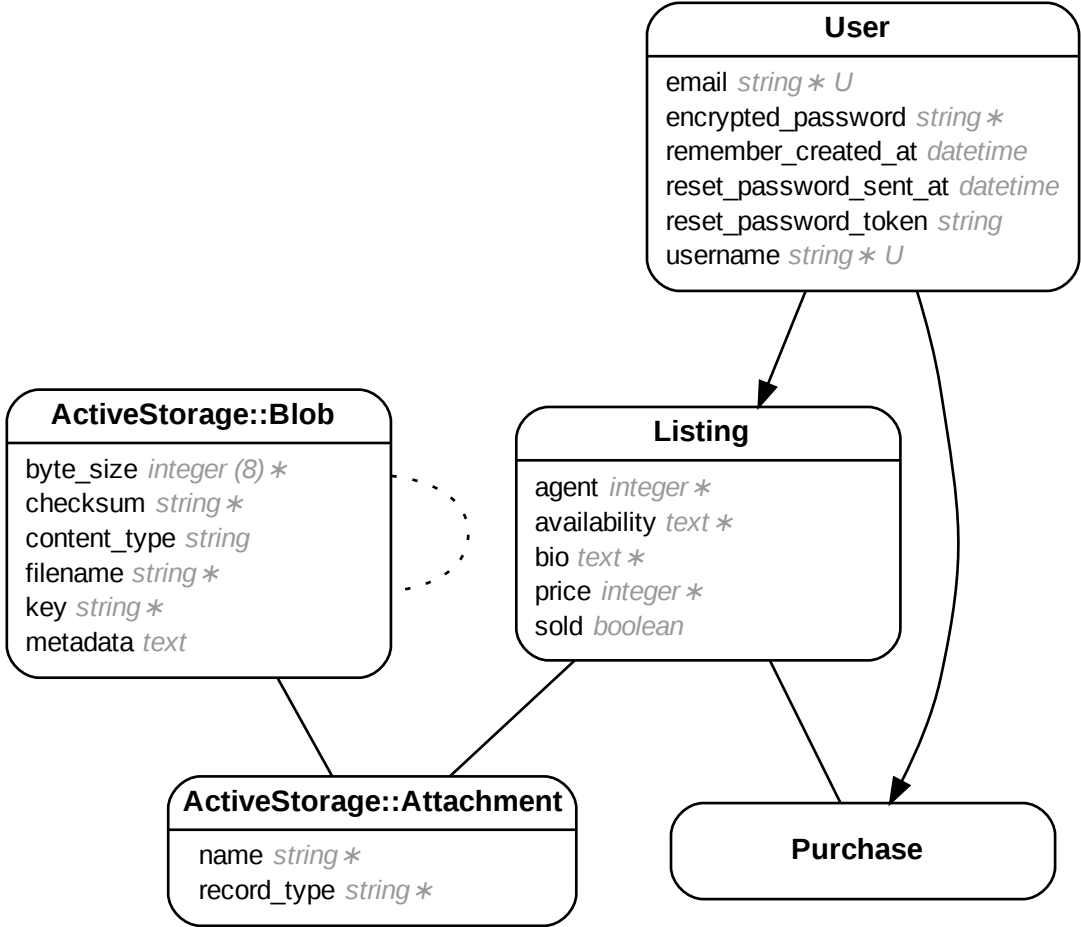 User
email string∗ U
encrypted_password string∗
remember_created_at datetime
reset_password_sent_at datetime
reset_password_token string
username string∗ U
ActiveStorage::Blob
byte_size integer (8)∗
checksum string∗
content_type string
filename string∗
key string∗
metadata text
Listing
agent integer∗
availability text∗
bio text∗
price integer∗
sold boolean
ActiveStorage::Attachment
name string∗
record_type string∗
Purchase